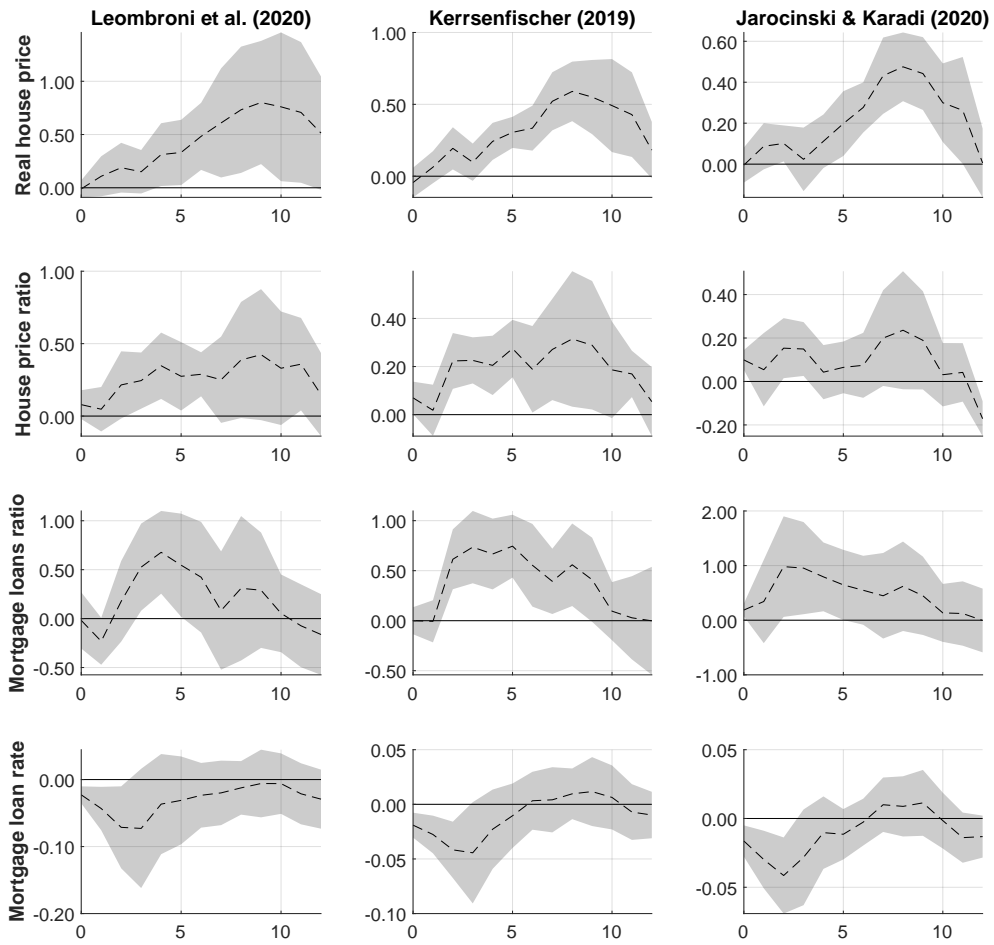 Leombroni et al. (2020)
Kerrsenfischer (2019)
Jarocinski & Karadi (2020)
Real house price
1.00
0.50
0.00
0 5 10
1.00
0.50
0.00
0 5 10
0.60
0.40
0.20
0.00
0 5 10
House price ratio
1.00
0.50
0.00
0 5 10
0.40
0.20
0.00
0 5 10
0.40
0.20
0.00
-0.20
0 5 10
Mortgage loans ratio
1.00
0.50
0.00
-0.50
0 5 10
1.00
0.50
0.00
-0.50
0 5 10
2.00
1.00
0.00
-1.00
0 5 10
Mortgage loan rate
0.00
-0.10
-0.20
0 5 10
0.05
0.00
-0.05
-0.10
0 5 10
0.05
0.00
-0.05
0 5 10